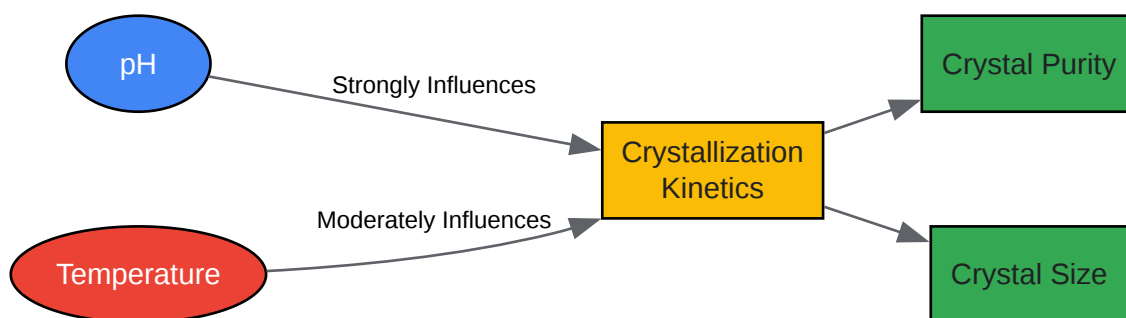 pH
Strongly Influences
Crystal Purity
Crystallization
Kinetics
Moderately Influences
Temperature
Crystal Size